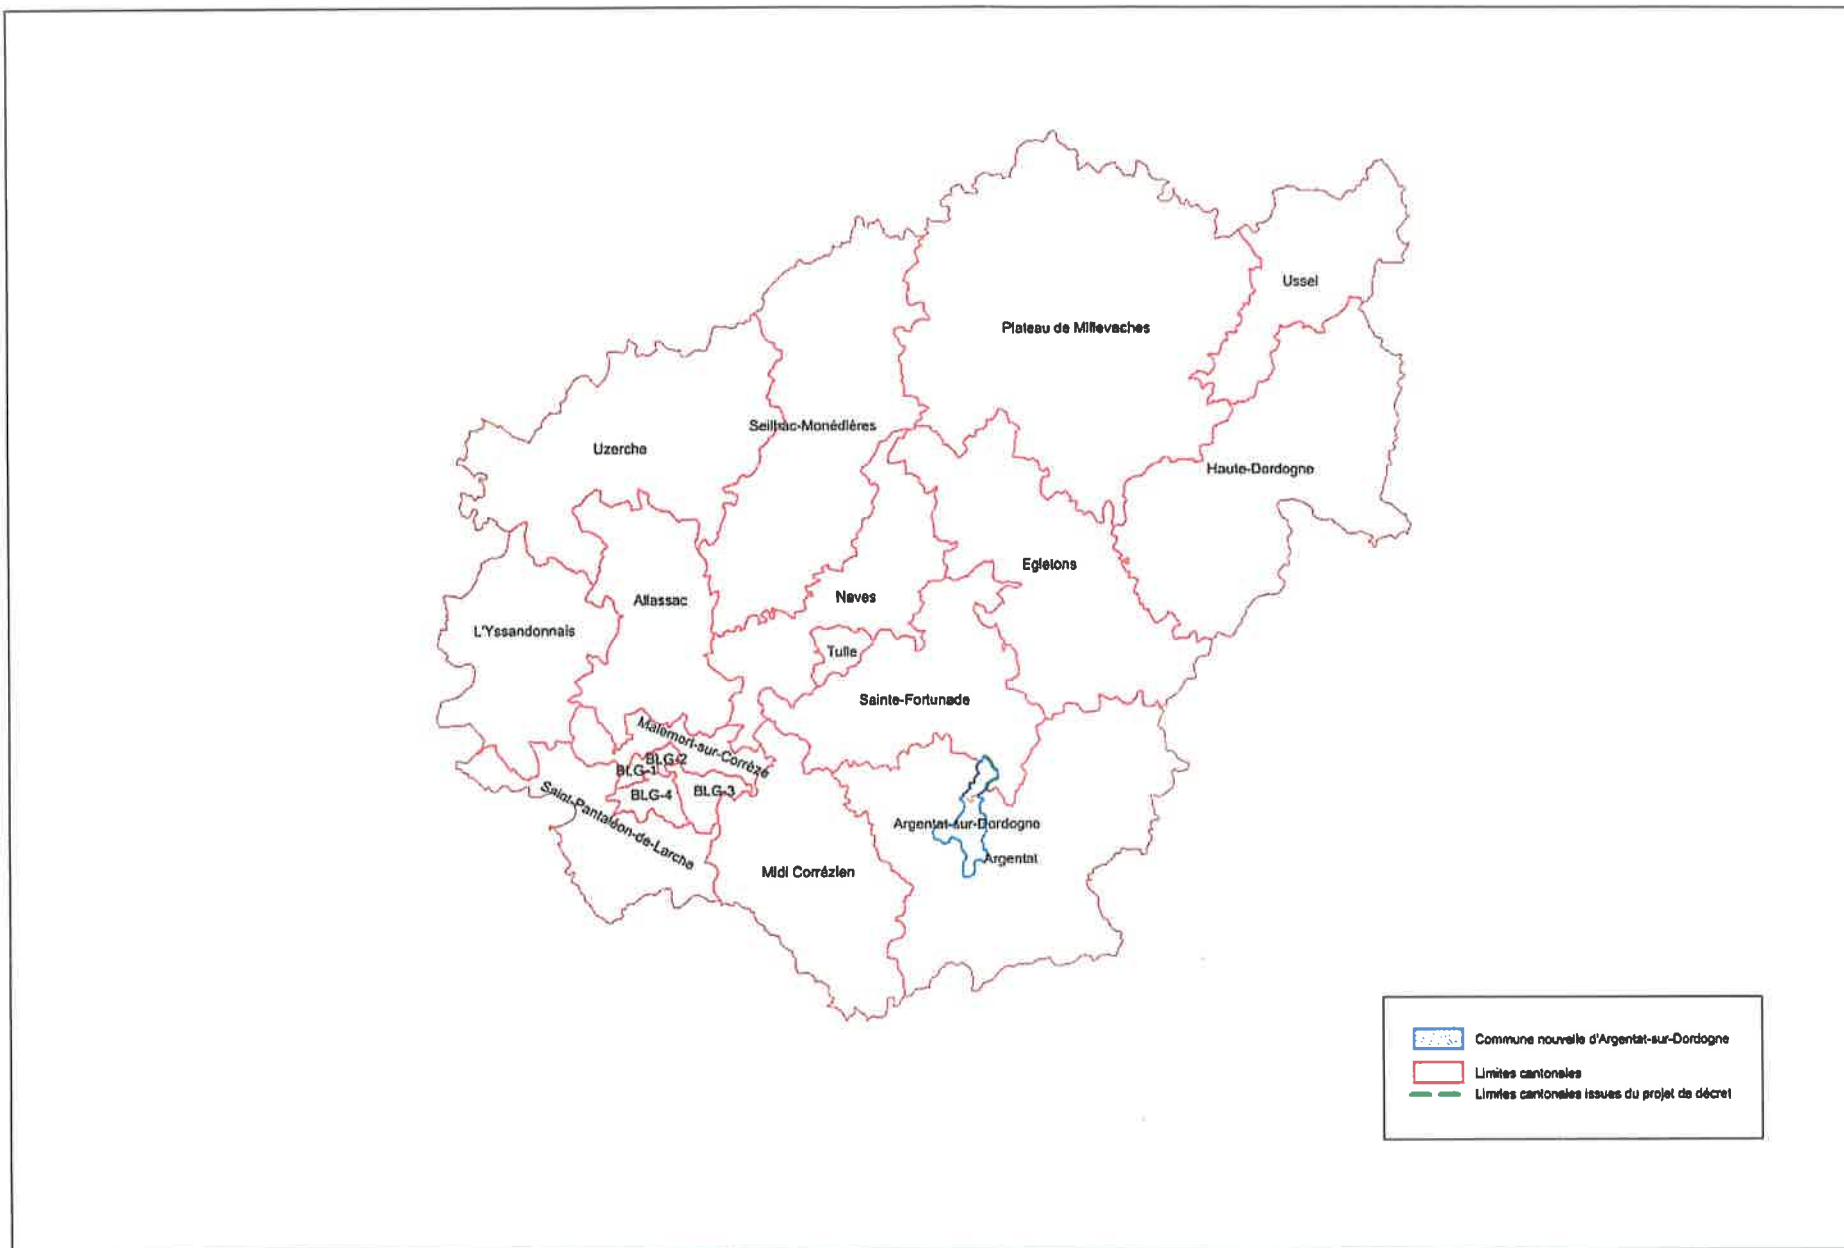 Ussel
Plateau de Millevaches
Seilhac-Monédières
Uzerche
Haute-Dordogne
Egletons
Naves
Allassac
L'Yssandonnais
Tulle
Sainte-Fortunade
Malemort-sur-Corrèze
BLG-2
BLG-1
BLG-4
BLG-3
Saint-Pantaléon-de-Larche
Argentat-sur-Dordogne
Argentat
Midi Corrézien
Commune nouvelle d'Argentat-sur-Dordogne
Limites cantonales
Limites cantonales issues du projet de décret